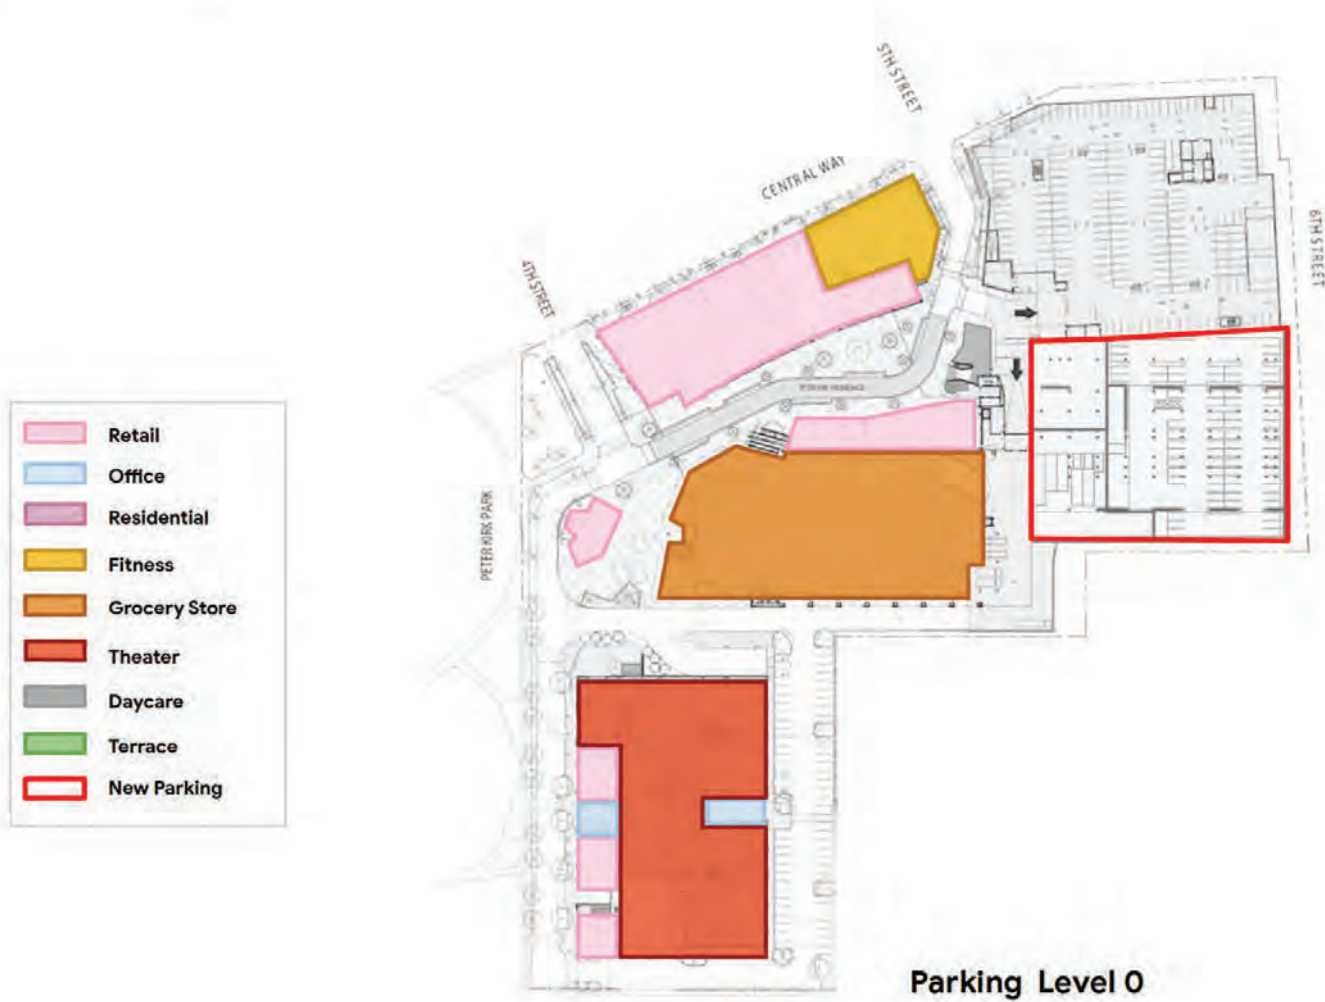 5TH STREET
CENTRAL WAY
6TH STREET
4TH STREET
PETER KIRK PARK
Retail
Office
Residential
Fitness
Grocery Store
Theater
Daycare
Terrace
New Parking
Parking Level 0